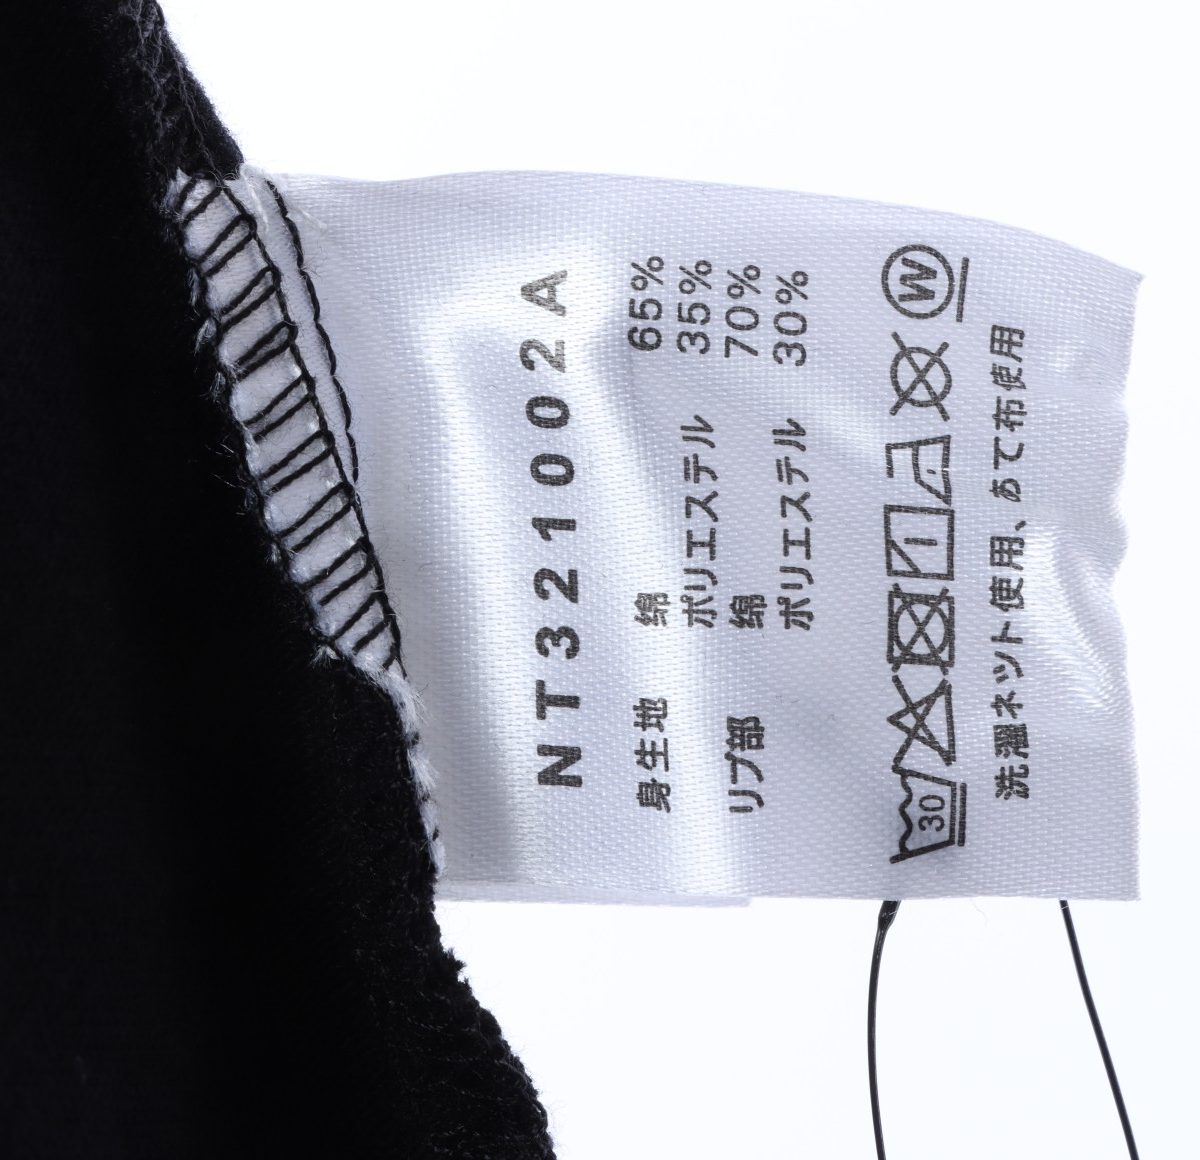 NT321002A
身生地 綿 65%
ポリエステル 35%
リブ部 綿 70%
ポリエステル 30%
30 W
洗濯ネット使用、あて布使用